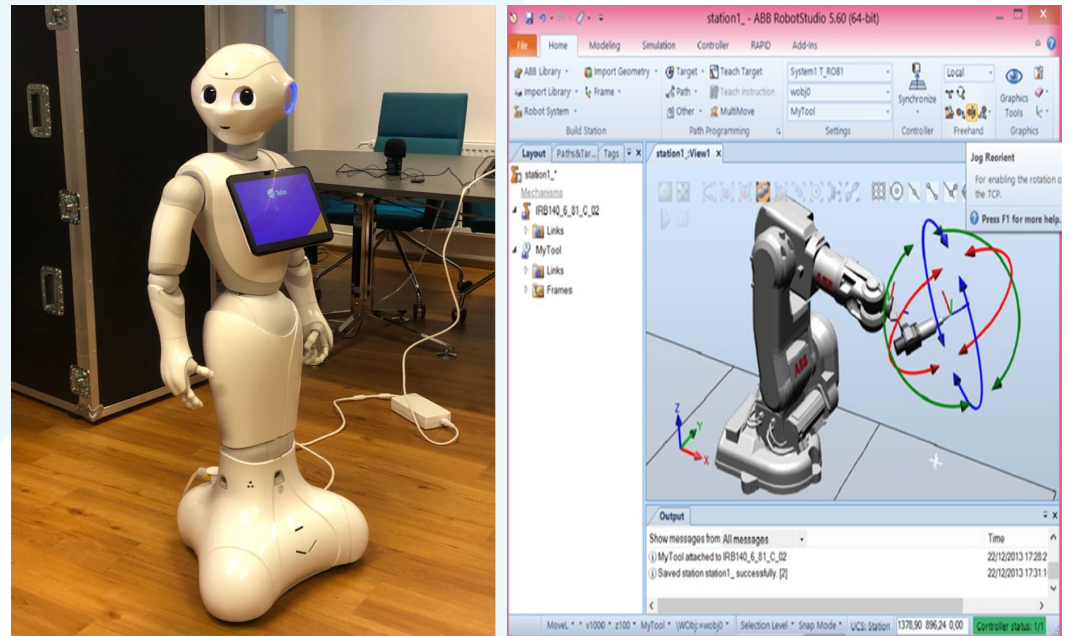 station1_ - ABB RobotStudio 5.60 (64-bit)
File Home Modeling Simulation Controller RAPID Add-Ins
ABB Library Import Geometry Target Teach Target System1 T_ROB1 Local
Import Library Frame Path Teach Instruction wobj0 Synchronize Graphics
Robot System Other MultiMove MyTool Tools
Build Station Path Programming Settings Controller Freehand Graphics
Layout Paths&Tar... Tags station1_:View1
station1_*
Mechanisms
IRB140_6_81_C_02
Links
MyTool
Links
Frames
Jog Reorient
For enabling the rotation o
the TCP.
Press F1 for more help.
ABB
ABB
Z
Y
X
Output
Show messages from All messages Time
MyTool attached to IRB140_6_81_C_02 22/12/2013 17:28:2
Saved station station1_ successfully. [2] 22/12/2013 17:31:1
MoveL * * v1000 * z100 * MyTool * \WObj:=wobj0 * Selection Level * Snap Mode * UCS: Station 1378,90 896,24 0,00 Controller status: 1/1